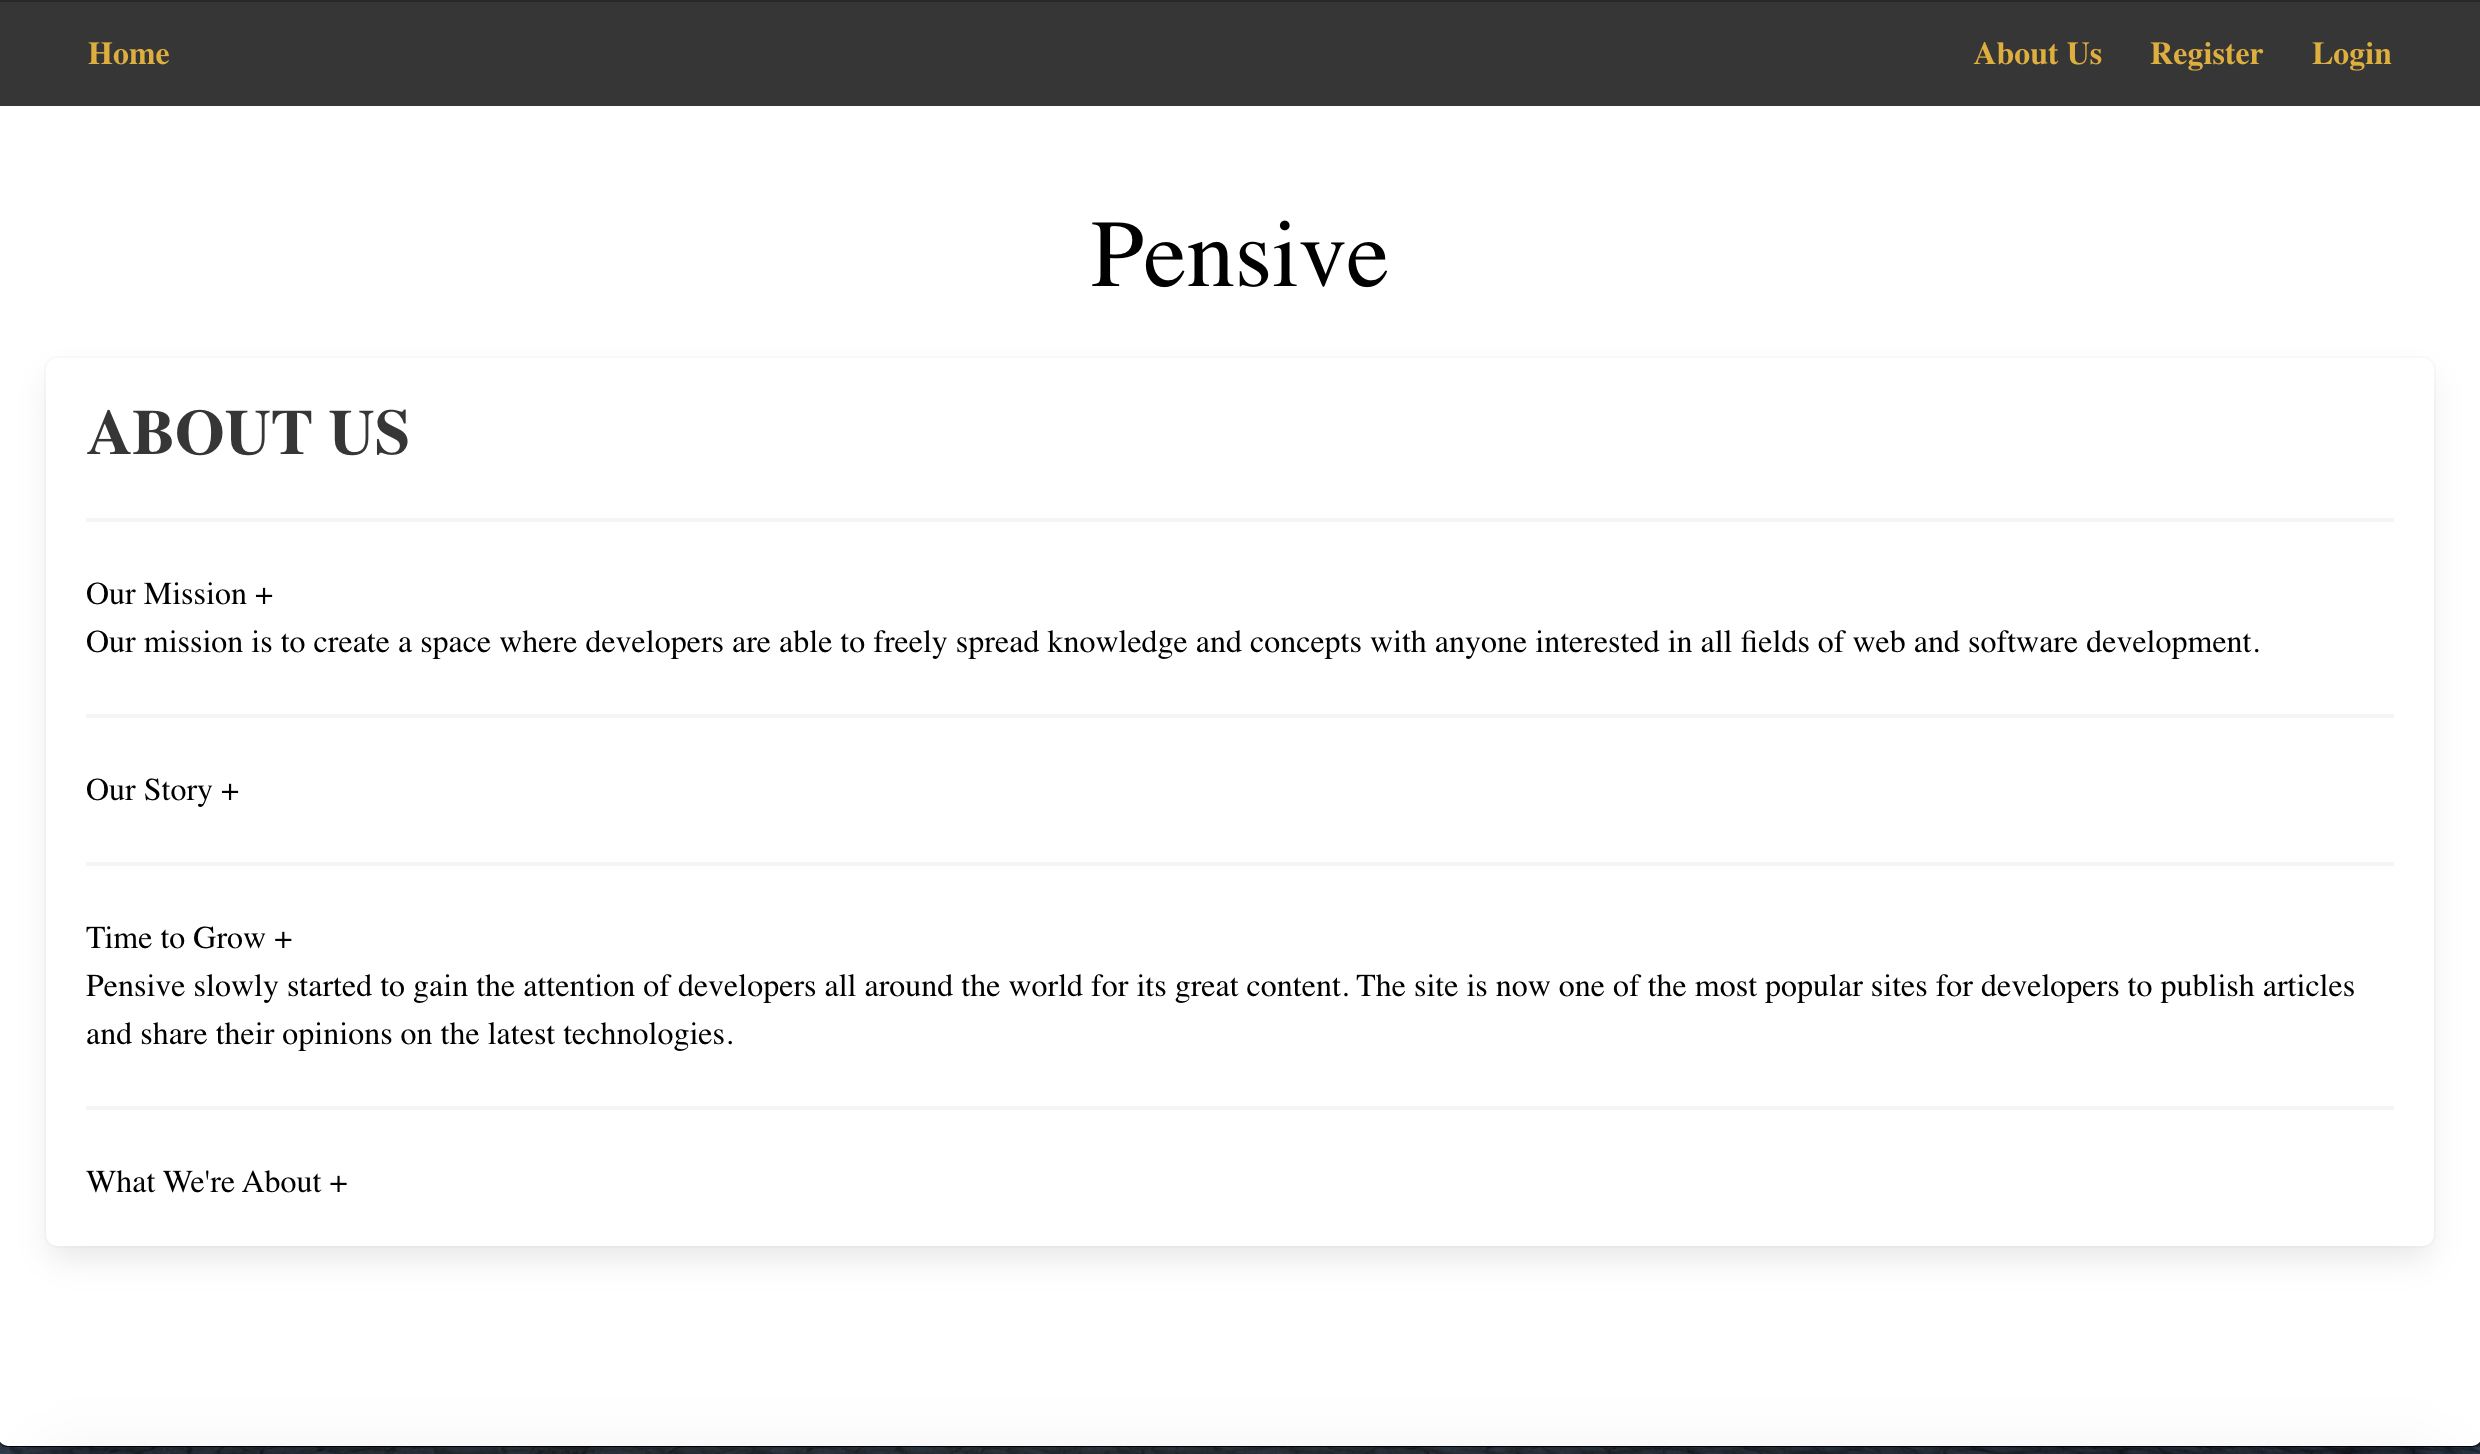 Home
About Us Register Login
Pensive
ABOUT US
Our Mission +
Our mission is to create a space where developers are able to freely spread knowledge and concepts with anyone interested in all fields of web and software development.
Our Story +
Time to Grow +
Pensive slowly started to gain the attention of developers all around the world for its great content. The site is now one of the most popular sites for developers to publish articles
and share their opinions on the latest technologies.
What We're About +